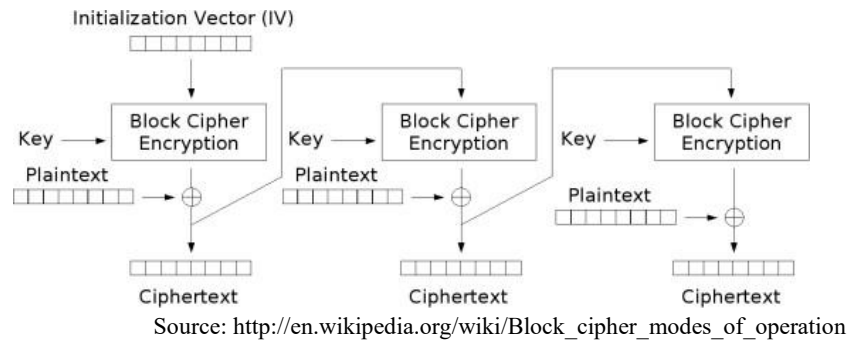 Initialization Vector (IV)
Key
Block Cipher
Encryption
Key
Block Cipher
Encryption
Key
Block Cipher
Encryption
Plaintext
Plaintext
Plaintext
Ciphertext
Ciphertext
Ciphertext
Source: http://en.wikipedia.org/wiki/Block_cipher_modes_of_operation